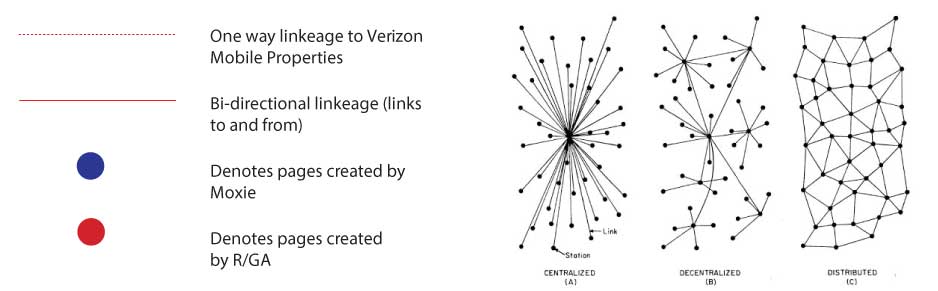 One way linkeage to Verizon
Mobile Properties
Bi-directional linkeage (links
to and from)
Denotes pages created by
Moxie
Denotes pages created
by R/GA
Link
Station
CENTRALIZED
(A)
DECENTRALIZED
(B)
DISTRIBUTED
(C)